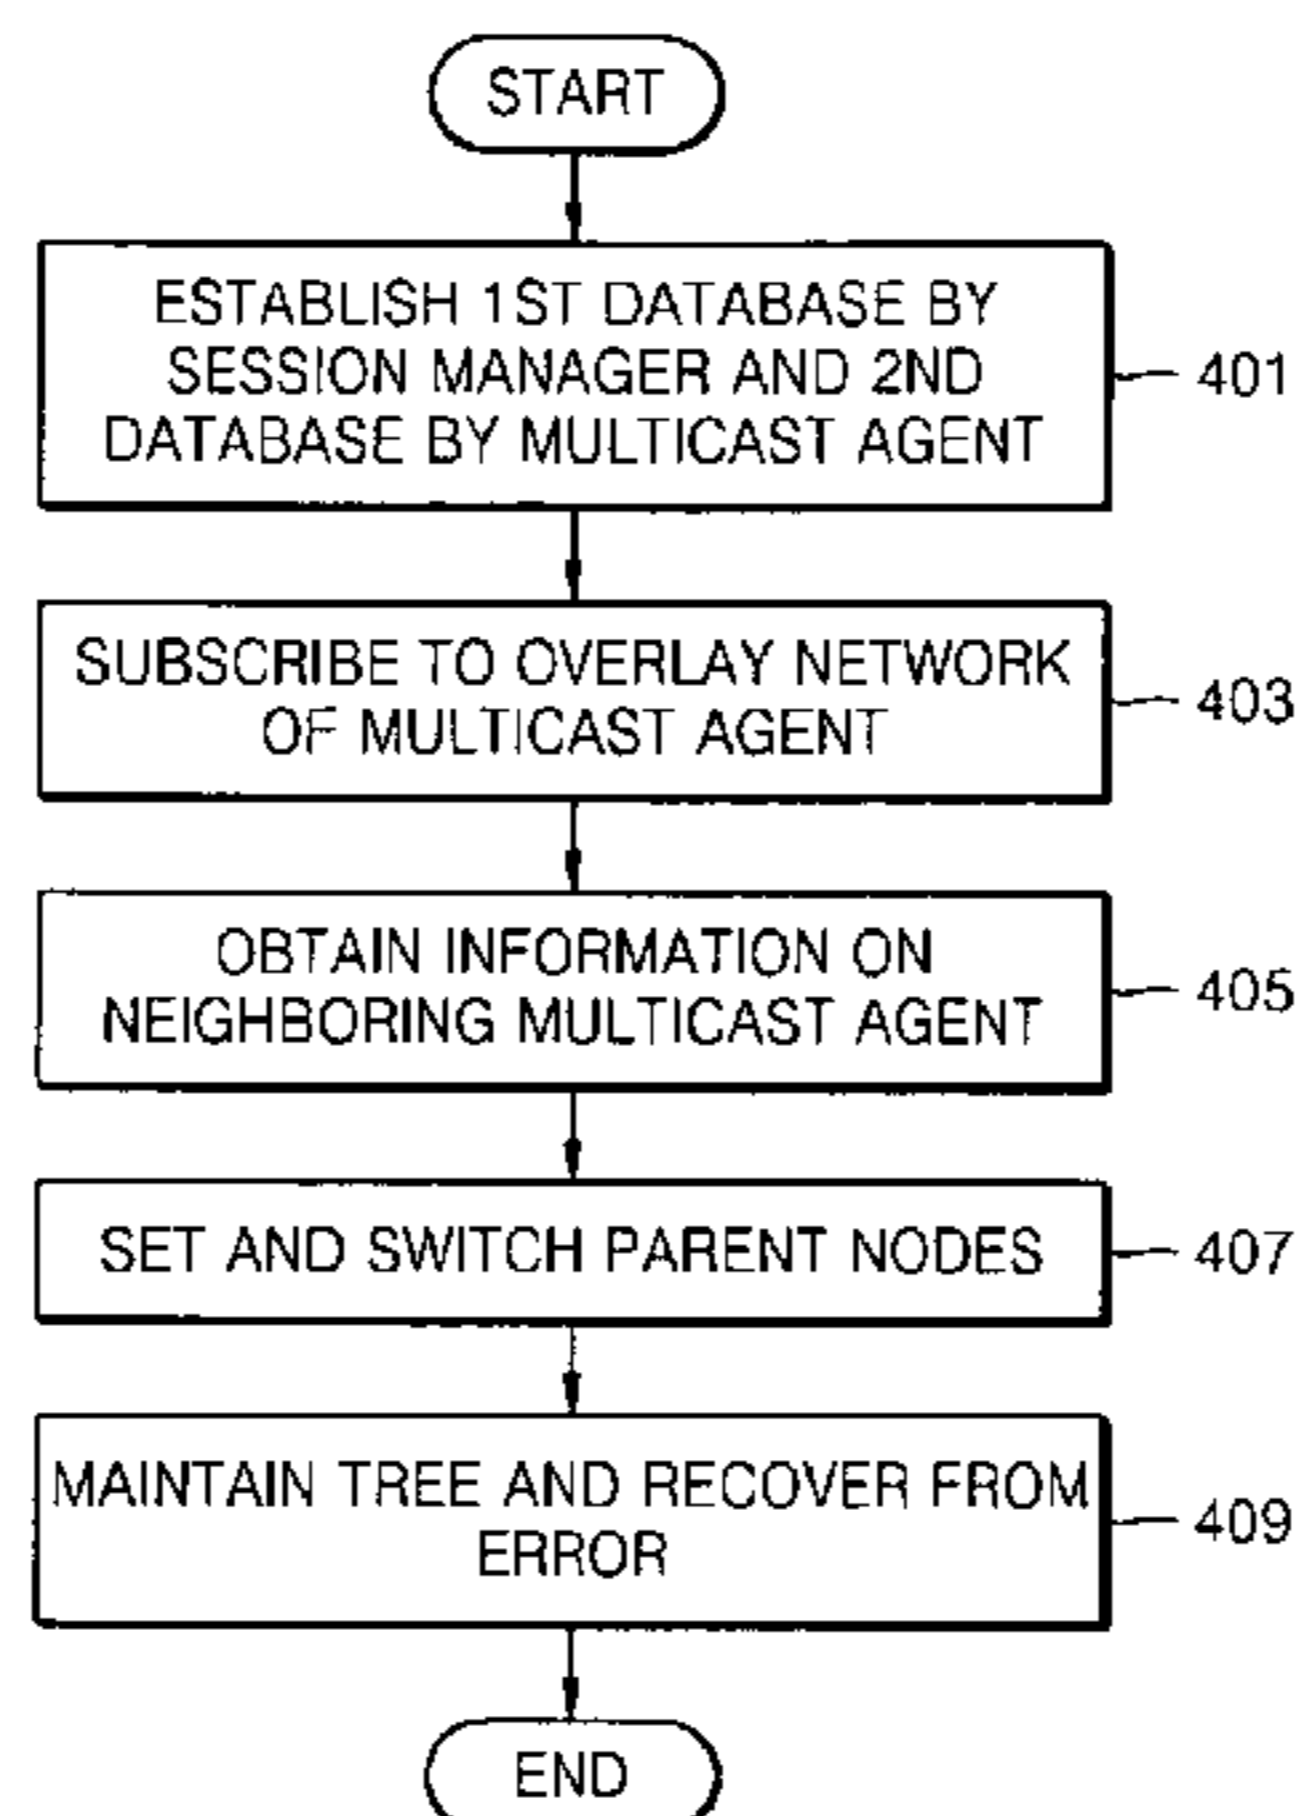 START
ESTABLISH 1ST DATABASE BY
SESSION MANAGER AND 2ND
DATABASE BY MULTICAST AGENT
401
SUBSCRIBE TO OVERLAY NETWORK
OF MULTICAST AGENT
403
OBTAIN INFORMATION ON
NEIGHBORING MULTICAST AGENT
405
SET AND SWITCH PARENT NODES
407
MAINTAIN TREE AND RECOVER FROM
ERROR
409
END